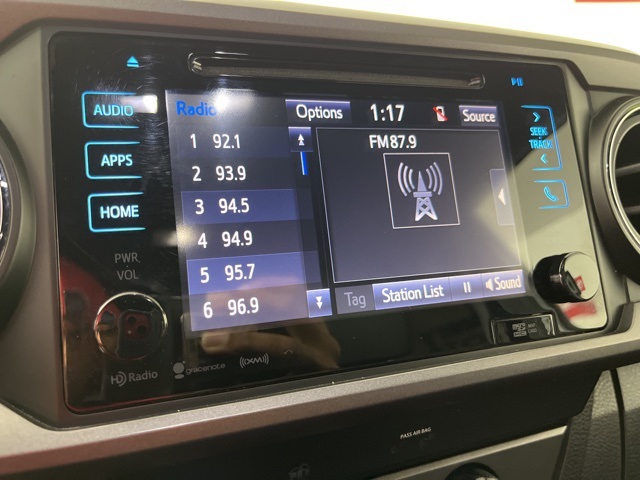 AUDIO
APPS
HOME
PWR
VOL
HD Radio
gracenote
((XM))
Radio
Options
1:17
Source
1 92.1
2 93.9
3 94.5
4 94.9
5 95.7
6 96.9
FM87.9
Tag
Station List
Sound
SEEK
TRACK
PASS AIR BAG